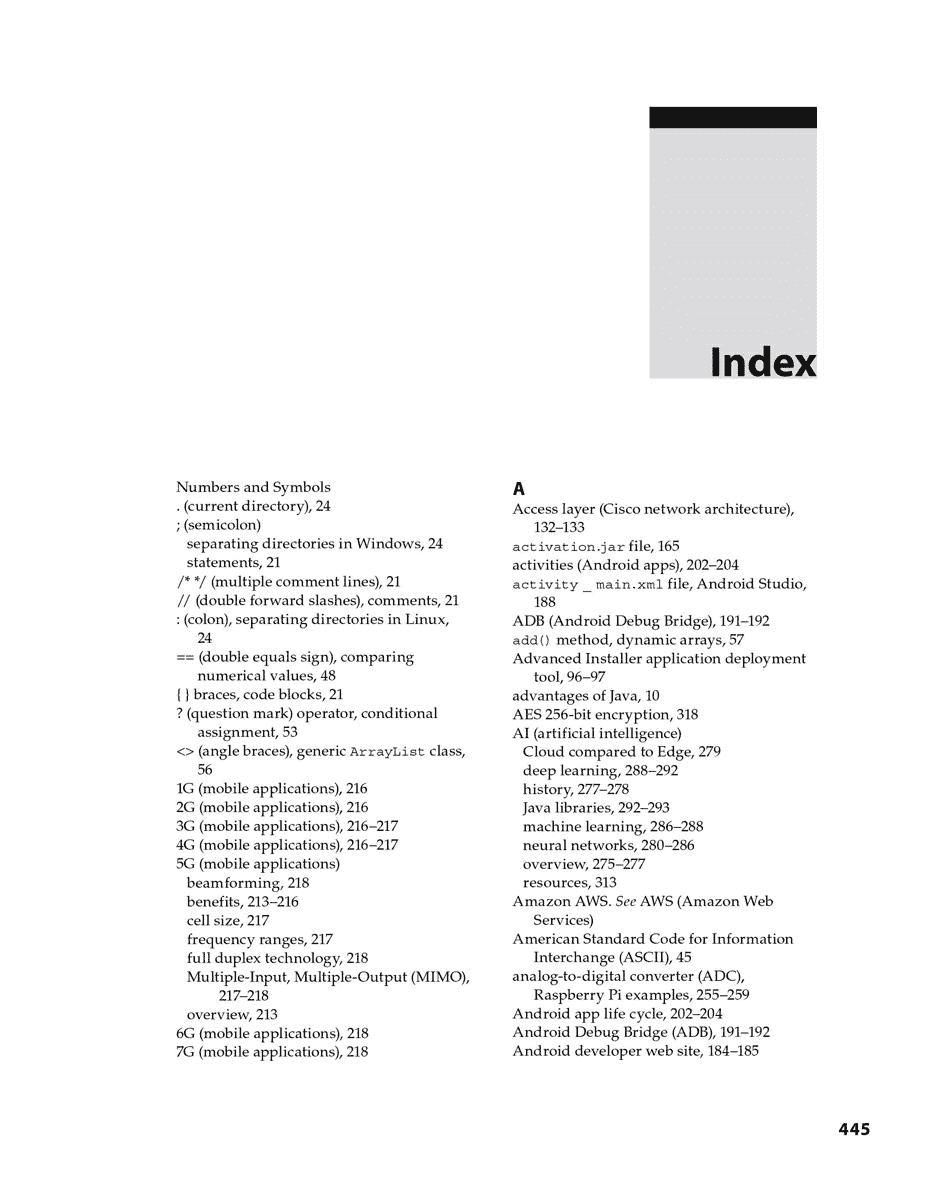 Index
Numbers and Symbols
. (current directory), 24
; (semicolon)
separating directories in Windows, 24
statements, 21
/* */ (multiple comment lines), 21
// (double forward slashes), comments, 21
: (colon), separating directories in Linux,
24
== (double equals sign), comparing
numerical values, 48
{ } braces, code blocks, 21
? (question mark) operator, conditional
assignment, 53
<> (angle braces), generic ArrayList class,
56
1G (mobile applications), 216
2G (mobile applications), 216
3G (mobile applications), 216–217
4G (mobile applications), 216–217
5G (mobile applications)
beamforming, 218
benefits, 213–216
cell size, 217
frequency ranges, 217
full duplex technology, 218
Multiple-Input, Multiple-Output (MIMO),
217–218
overview, 213
6G (mobile applications), 218
7G (mobile applications), 218
A
Access layer (Cisco network architecture),
132–133
activation.jar file, 165
activities (Android apps), 202–204
activity _ main.xml file, Android Studio,
188
ADB (Android Debug Bridge), 191–192
add() method, dynamic arrays, 57
Advanced Installer application deployment
tool, 96–97
advantages of Java, 10
AES 256-bit encryption, 318
AI (artificial intelligence)
Cloud compared to Edge, 279
deep learning, 288–292
history, 277–278
Java libraries, 292–293
machine learning, 286–288
neural networks, 280–286
overview, 275–277
resources, 313
Amazon AWS. See AWS (Amazon Web
Services)
American Standard Code for Information
Interchange (ASCII), 45
analog-to-digital converter (ADC),
Raspberry Pi examples, 255–259
Android app life cycle, 202–204
Android Debug Bridge (ADB), 191–192
Android developer web site, 184–185
445